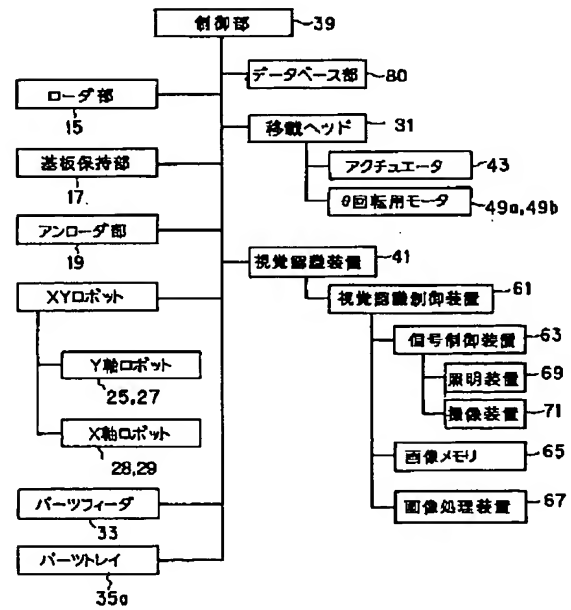 制御部 39
データベース部 80
ローダ部
15
移載ヘッド 31
アクチュエータ 43
基板保持部
17
θ回転用モータ
49a,49b
アンローダ部
19
視覚認識装置 41
視覚認識制御装置 61
XYロボット
信号制御装置 63
Y軸ロボット
25,27
照明装置 69
撮像装置 71
X軸ロボット
28,29
画像メモリ 65
パーツフィーダ
33
画像処理装置 67
パーツトレイ
35a